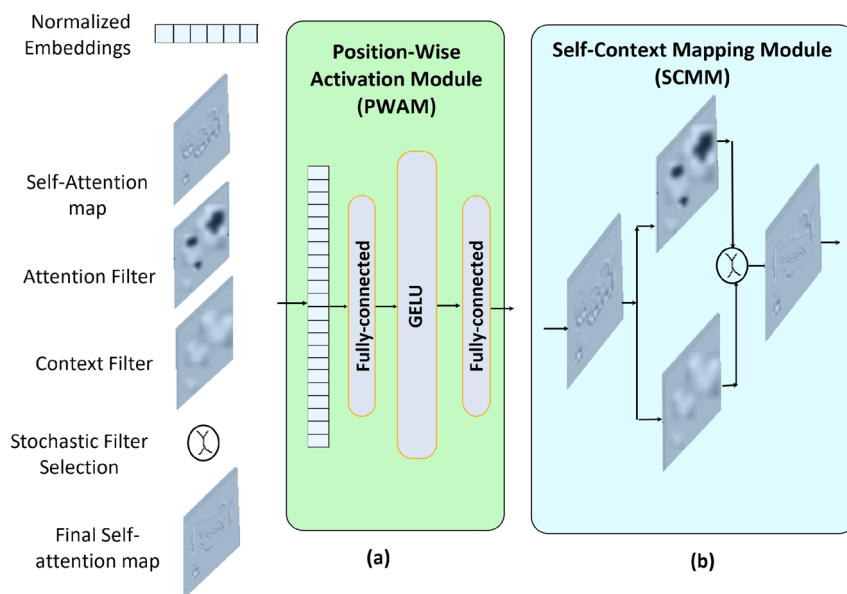 Normalized
Embeddings
Self-Attention
map
Attention Filter
Context Filter
Stochastic Filter
Selection
Final Self-
attention map
Position-Wise
Activation Module
(PWAM)
Fully-connected
GELU
Fully-connected
(a)
Self-Context Mapping Module
(SCMM)
(b)